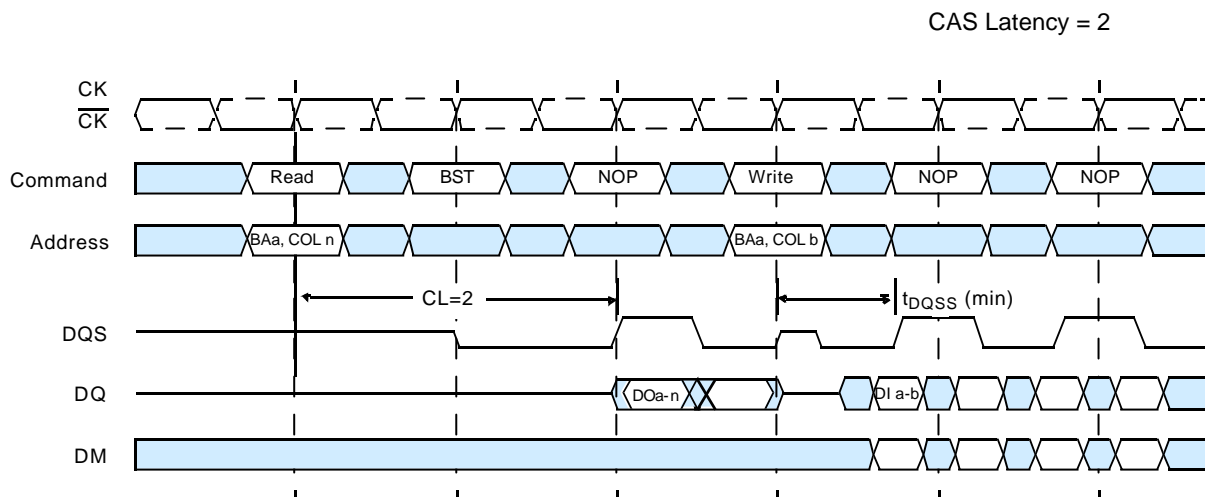 CAS Latency = 2
CK
CK
Command Read BST NOP Write NOP NOP
Address BAa, COL n BAa, COL b
CL=2 tDQSS (min)
DQS
DQ DOa-n DI a-b
DM